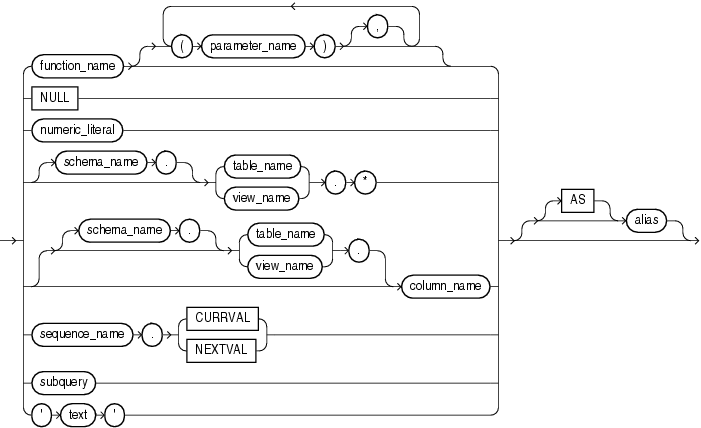 ( parameter_name ) ,
function_name
NULL
numeric_literal
schema_name . table_name
view_name . *
AS
schema_name . table_name
view_name .
alias
column_name
CURRVAL
sequence_name .
NEXTVAL
subquery
' text '